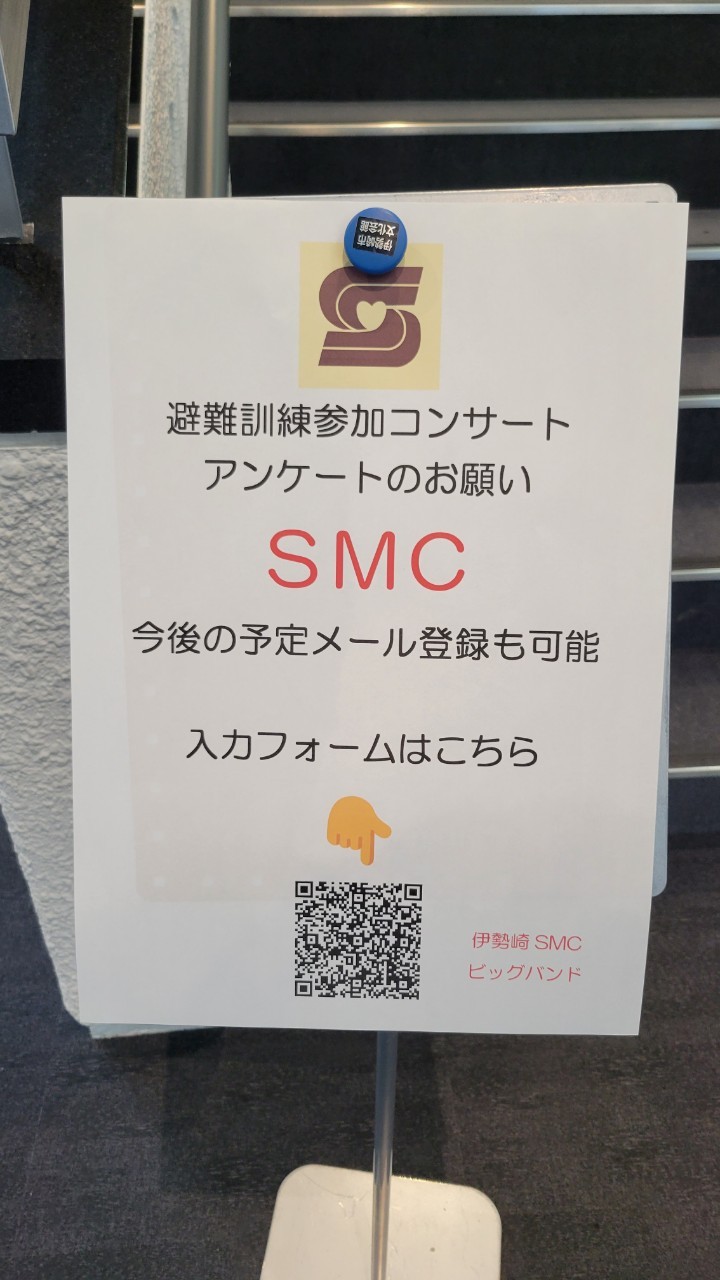 伊勢崎市
文化会館
避難訓練参加コンサート
アンケートのお願い
SMC
今後の予定メール登録も可能
入力フォームはこちら
伊勢崎 SMC
ビッグバンド